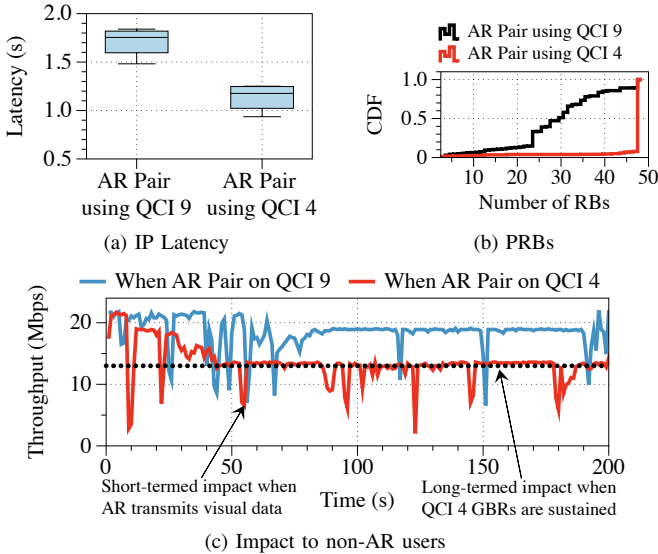 Latency (s)
2.0
1.5
1.0
0.5
AR Pair
using QCI 9
AR Pair
using QCI 4
(a) IP Latency
AR Pair using QCI 9
AR Pair using QCI 4
CDF
1.0
0.5
0.0
10 20 30 40 50
Number of RBs
(b) PRBs
When AR Pair on QCI 9
When AR Pair on QCI 4
Throughput (Mbps)
20
10
0
0 50 100 150 200
Short-termed impact when
AR transmits visual data
Time (s)
Long-termed impact when
QCI 4 GBRs are sustained
(c) Impact to non-AR users